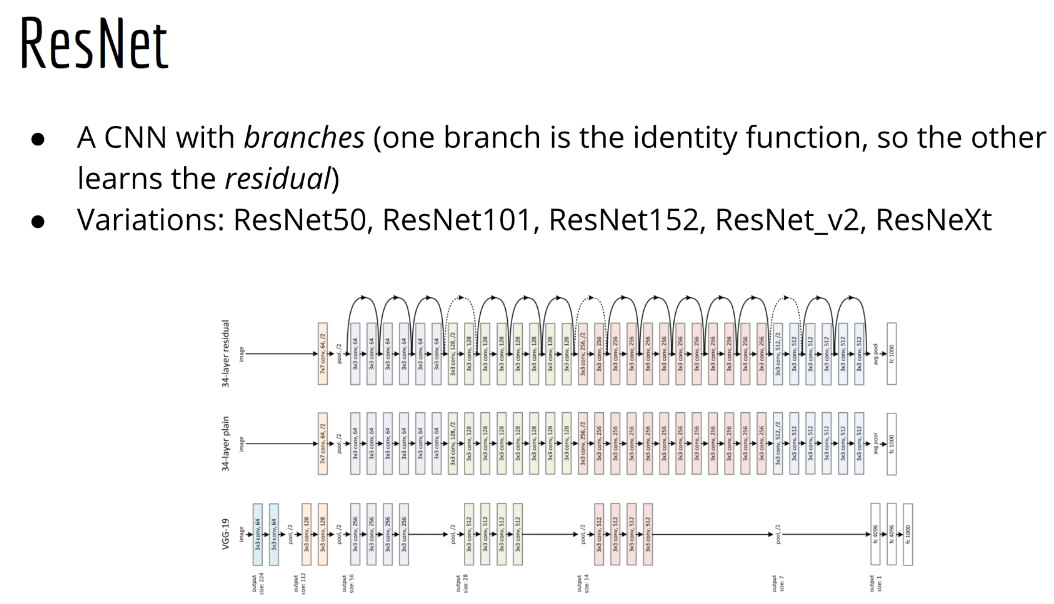 ResNet
● A CNN with branches (one branch is the identity function, so the other
learns the residual)
● Variations: ResNet50, ResNet101, ResNet152, ResNet_v2, ResNeXt
34-layer residual
image
7x7 conv, 64, /2
pool, /2
3x3 conv, 64
3x3 conv, 64
3x3 conv, 64
3x3 conv, 64
3x3 conv, 64
3x3 conv, 64
3x3 conv, 128, /2
3x3 conv, 128
3x3 conv, 128
3x3 conv, 128
3x3 conv, 128
3x3 conv, 128
3x3 conv, 128
3x3 conv, 128
3x3 conv, 256, /2
3x3 conv, 256
3x3 conv, 256
3x3 conv, 256
3x3 conv, 256
3x3 conv, 256
3x3 conv, 256
3x3 conv, 256
3x3 conv, 256
3x3 conv, 256
3x3 conv, 256
3x3 conv, 256
3x3 conv, 512, /2
3x3 conv, 512
3x3 conv, 512
3x3 conv, 512
3x3 conv, 512
3x3 conv, 512
avg pool
fc 1000
34-layer plain
image
7x7 conv, 64, /2
pool, /2
3x3 conv, 64
3x3 conv, 64
3x3 conv, 64
3x3 conv, 64
3x3 conv, 64
3x3 conv, 64
3x3 conv, 128, /2
3x3 conv, 128
3x3 conv, 128
3x3 conv, 128
3x3 conv, 128
3x3 conv, 128
3x3 conv, 128
3x3 conv, 128
3x3 conv, 256, /2
3x3 conv, 256
3x3 conv, 256
3x3 conv, 256
3x3 conv, 256
3x3 conv, 256
3x3 conv, 256
3x3 conv, 256
3x3 conv, 256
3x3 conv, 256
3x3 conv, 256
3x3 conv, 256
3x3 conv, 512, /2
3x3 conv, 512
3x3 conv, 512
3x3 conv, 512
3x3 conv, 512
3x3 conv, 512
avg pool
fc 1000
VGG-19
image
3x3 conv, 64
3x3 conv, 64
pool, /2
3x3 conv, 128
3x3 conv, 128
pool, /2
3x3 conv, 256
3x3 conv, 256
3x3 conv, 256
3x3 conv, 256
pool, /2
3x3 conv, 512
3x3 conv, 512
3x3 conv, 512
3x3 conv, 512
pool, /2
3x3 conv, 512
3x3 conv, 512
3x3 conv, 512
3x3 conv, 512
pool, /2
fc 4096
fc 4096
fc 1000
output
size: 224
output
size: 112
output
size: 56
output
size: 28
output
size: 14
output
size: 7
output
size: 1